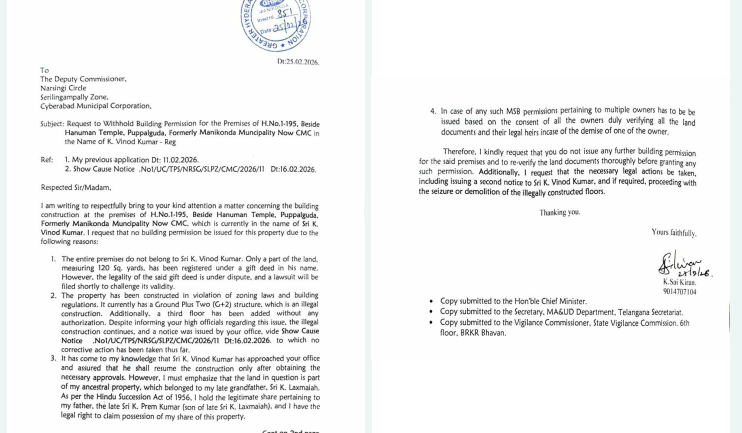 GREATER HYDERA
CORPORATION
851
Date 25/02/26
Dt:25.02.2026.
To
The Deputy Commissioner,
Narsingi Circle
Serilingampally Zone,
Cyberabad Municipal Corporation,
Subject: Request to Withhold Building Permission for the Premises of H.No.1-195, Beside
Hanuman Temple, Puppalguda, Formerly Manikonda Muncipality Now CMC in
the Name of K. Vinod Kumar - Reg
Ref: 1. My previous application Dt: 11.02.2026.
2. Show Cause Notice .No1/UC/TPS/NRSG/SLPZ/CMC/2026/11 Dt:16.02.2026.
Respected Sir/Madam,
I am writing to respectfully bring to your kind attention a matter concerning the building
construction at the premises of H.No.1-195, Beside Hanuman Temple, Puppalguda,
Formerly Manikonda Muncipality Now CMC, which is currently in the name of Sri K.
Vinod Kumar. I request that no building permission be issued for this property due to the
following reasons:
1. The entire premises do not belong to Sri K. Vinod Kumar. Only a part of the land,
measuring 120 Sq. yards, has been registered under a gift deed in his name.
However, the legality of the said gift deed is under dispute, and a lawsuit will be
filed shortly to challenge its validity.
2. The property has been constructed in violation of zoning laws and building
regulations. It currently has a Ground Plus Two (G+2) structure, which is an illegal
construction. Additionally, a third floor has been added without any
authorization. Despite informing your high officials regarding this issue, the illegal
construction continues, and a notice was issued by your office, vide Show Cause
Notice .No1/UC/TPS/NRSG/SLPZ/CMC/2026/11 Dt:16.02.2026. to which no
corrective action has been taken thus far.
3. It has come to my knowledge that Sri K. Vinod Kumar has approached your office
and assured that he shall resume the construction only after obtaining the
necessary approvals. However, I must emphasize that the land in question is part
of my ancestral property, which belonged to my late grandfather, Sri K. Laxmaiah.
As per the Hindu Succession Act of 1956, I hold the legitimate share pertaining to
my father, the late Sri K. Prem Kumar (son of late Sri K. Laxmaiah), and I have the
legal right to claim possession of my share of this property.
4. In case of any such MSB permissions pertaining to multiple owners has to be be
issued based on the consent of all the owners duly verifying all the land
documents and their legal heirs incase of the demise of one of the owner.
Therefore, I kindly request that you do not issue any further building permission
for the said premises and to re-verify the land documents thoroughly before granting any
such permission. Additionally, I request that the necessary legal actions be taken,
including issuing a second notice to Sri K. Vinod Kumar, and if required, proceeding with
the seizure or demolition of the illegally constructed floors.
Thanking you.
Yours faithfully,
K.Sai Kiran,
9014707104
• Copy submitted to the Hon'ble Chief Minister.
• Copy submitted to the Secretary, MA&UD Department, Telangana Secretariat.
• Copy submitted to the Vigilance Commissioner, State Vigilance Commission. 6th
floor, BRKR Bhavan.